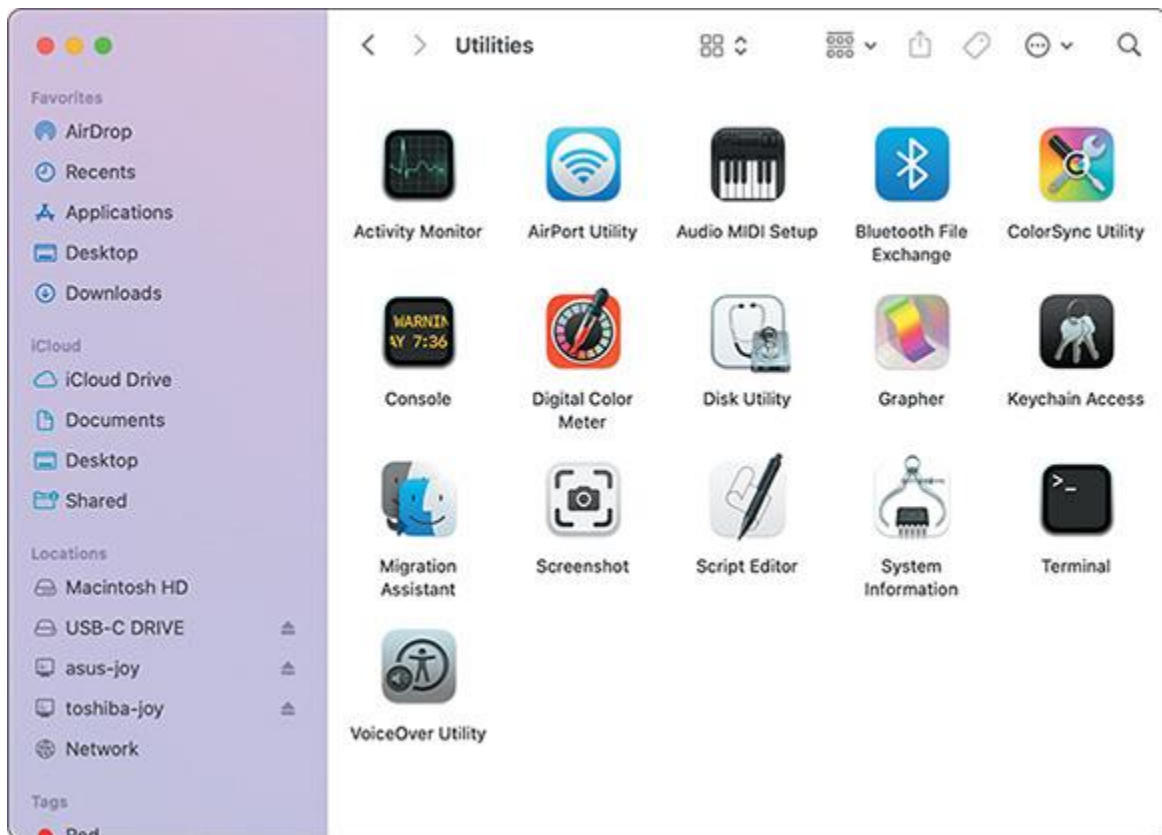 Utilities
Favorites
AirDrop
Recents
Applications
Desktop
Downloads
iCloud
iCloud Drive
Documents
Desktop
Shared
Locations
Macintosh HD
USB-C DRIVE
asus-joy
toshiba-joy
Network
Tags
Red
Activity Monitor
AirPort Utility
Audio MIDI Setup
Bluetooth File
Exchange
ColorSync Utility
WARNIN
AY 7:36
Console
Digital Color
Meter
Disk Utility
Grapher
Keychain Access
Migration
Assistant
Screenshot
Script Editor
System
Information
>_
Terminal
VoiceOver Utility